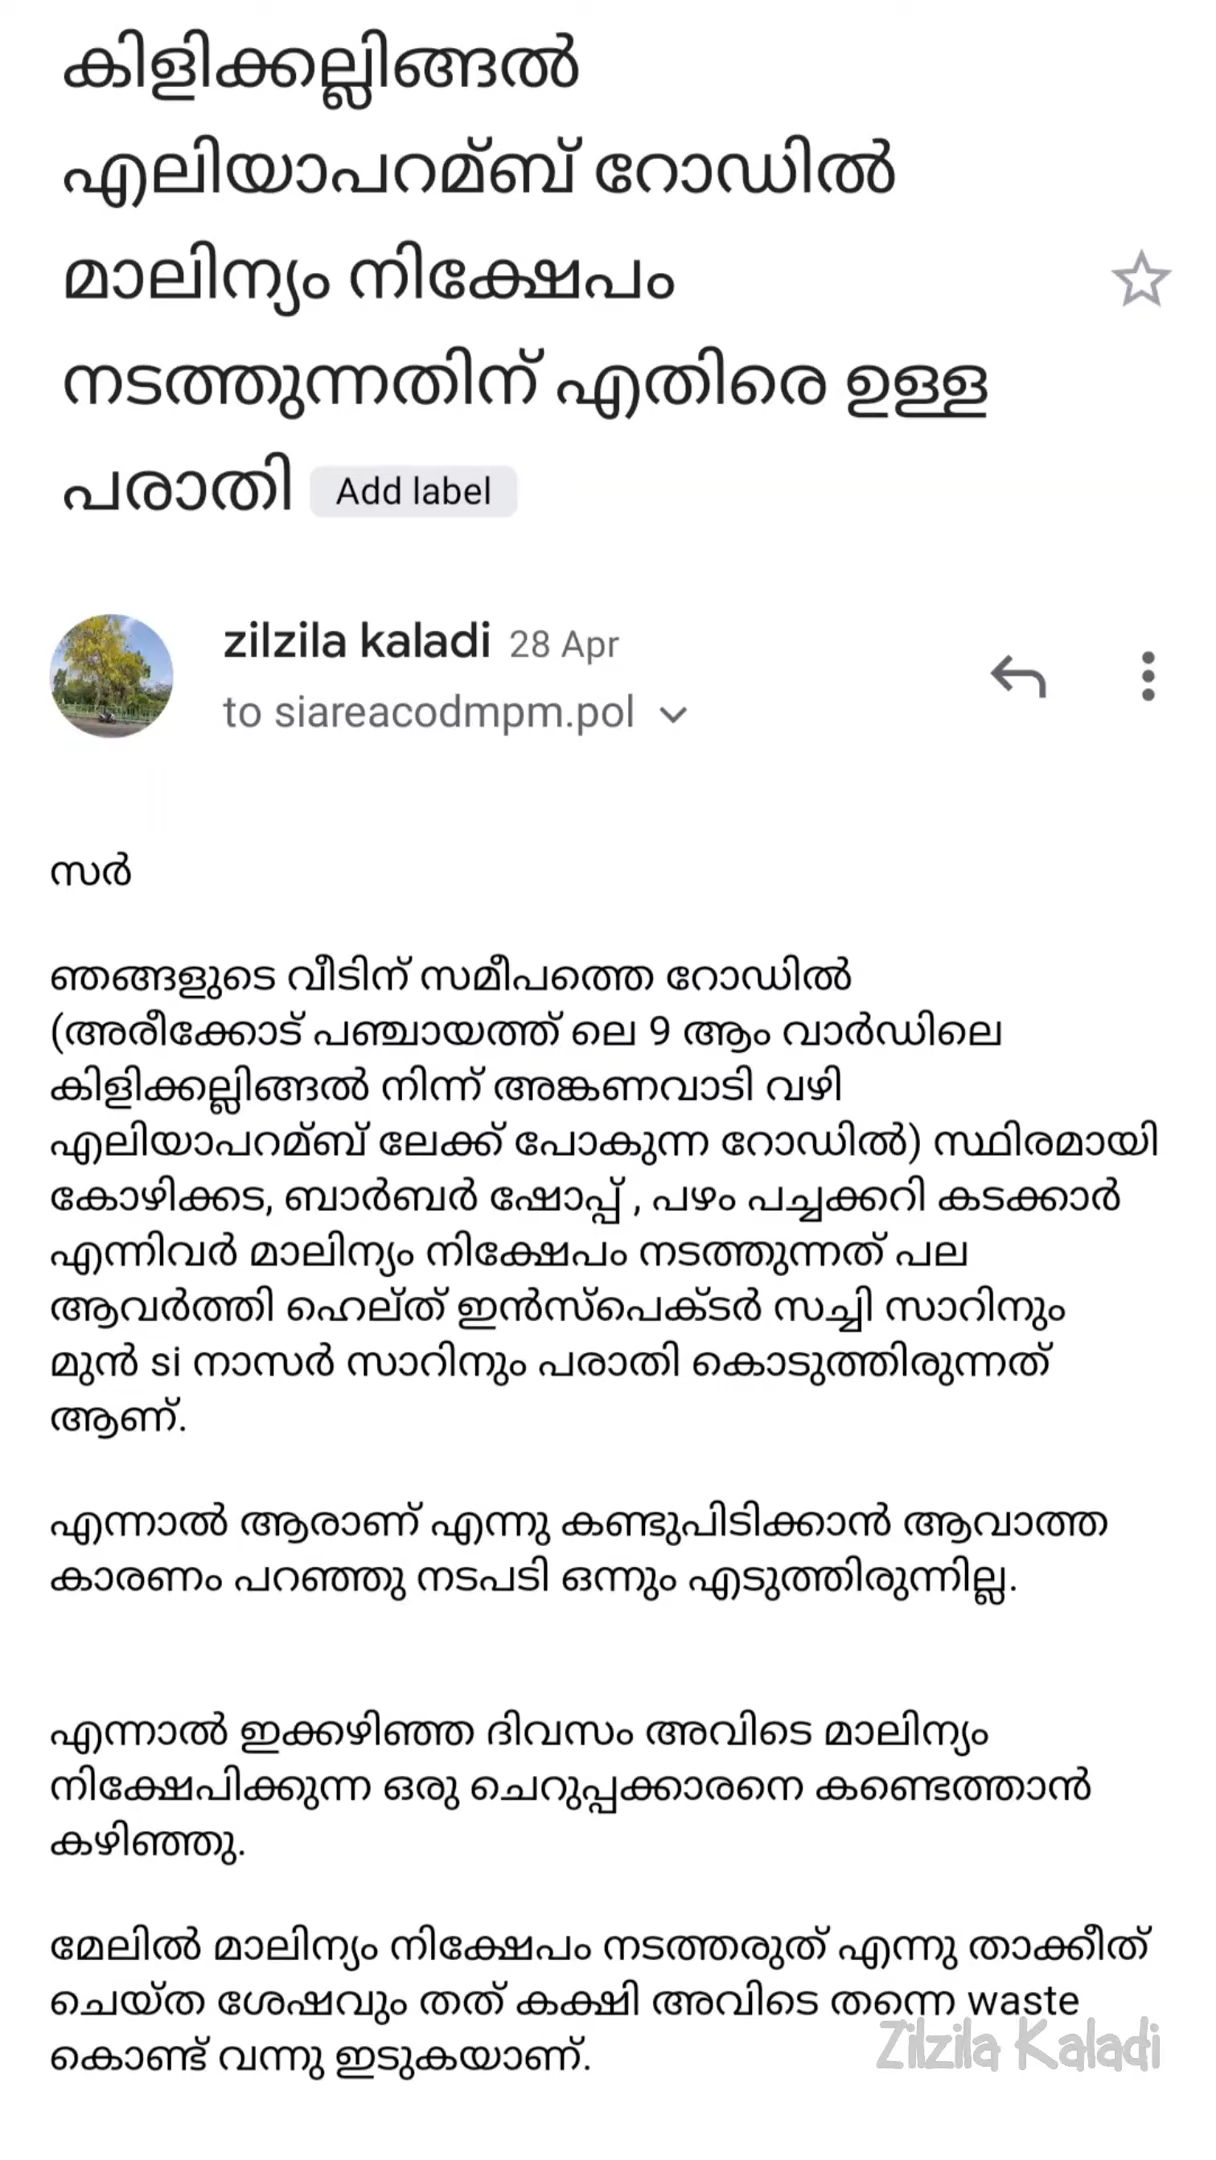 കിളിക്കല്ലിങ്ങൽ
എലിയാപറമ്ബ് റോഡിൽ
മാലിന്യം നിക്ഷേപം
നടത്തുന്നതിന് എതിരെ ഉള്ള
പരാതി Add label
zilzila kaladi 28 Apr
to siareacodmpm.pol
സർ
ഞങ്ങളുടെ വീടിന് സമീപത്തെ റോഡിൽ
(അരീക്കോട് പഞ്ചായത്ത് ലെ 9 ആം വാർഡിലെ
കിളിക്കല്ലിങ്ങൽ നിന്ന് അങ്കണവാടി വഴി
എലിയാപറമ്ബ് ലേക്ക് പോകുന്ന റോഡിൽ) സ്ഥിരമായി
കോഴിക്കട, ബാർബർ ഷോപ്പ് , പഴം പച്ചക്കറി കടക്കാർ
എന്നിവർ മാലിന്യം നിക്ഷേപം നടത്തുന്നത് പല
ആവർത്തി ഹെല്ത് ഇൻസ്പെക്ടർ സച്ചി സാറിനും
മുൻ si നാസർ സാറിനും പരാതി കൊടുത്തിരുന്നത്
ആണ്.
എന്നാൽ ആരാണ് എന്നു കണ്ടുപിടിക്കാൻ ആവാത്ത
കാരണം പറഞ്ഞു നടപടി ഒന്നും എടുത്തിരുന്നില്ല.
എന്നാൽ ഇക്കഴിഞ്ഞ ദിവസം അവിടെ മാലിന്യം
നിക്ഷേപിക്കുന്ന ഒരു ചെറുപ്പക്കാരനെ കണ്ടെത്താൻ
കഴിഞ്ഞു.
മേലിൽ മാലിന്യം നിക്ഷേപം നടത്തരുത് എന്നു താക്കീത്
ചെയ്ത ശേഷവും തത് കക്ഷി അവിടെ തന്നെ waste
കൊണ്ട് വന്നു ഇടുകയാണ്.
Zilzila Kaladi